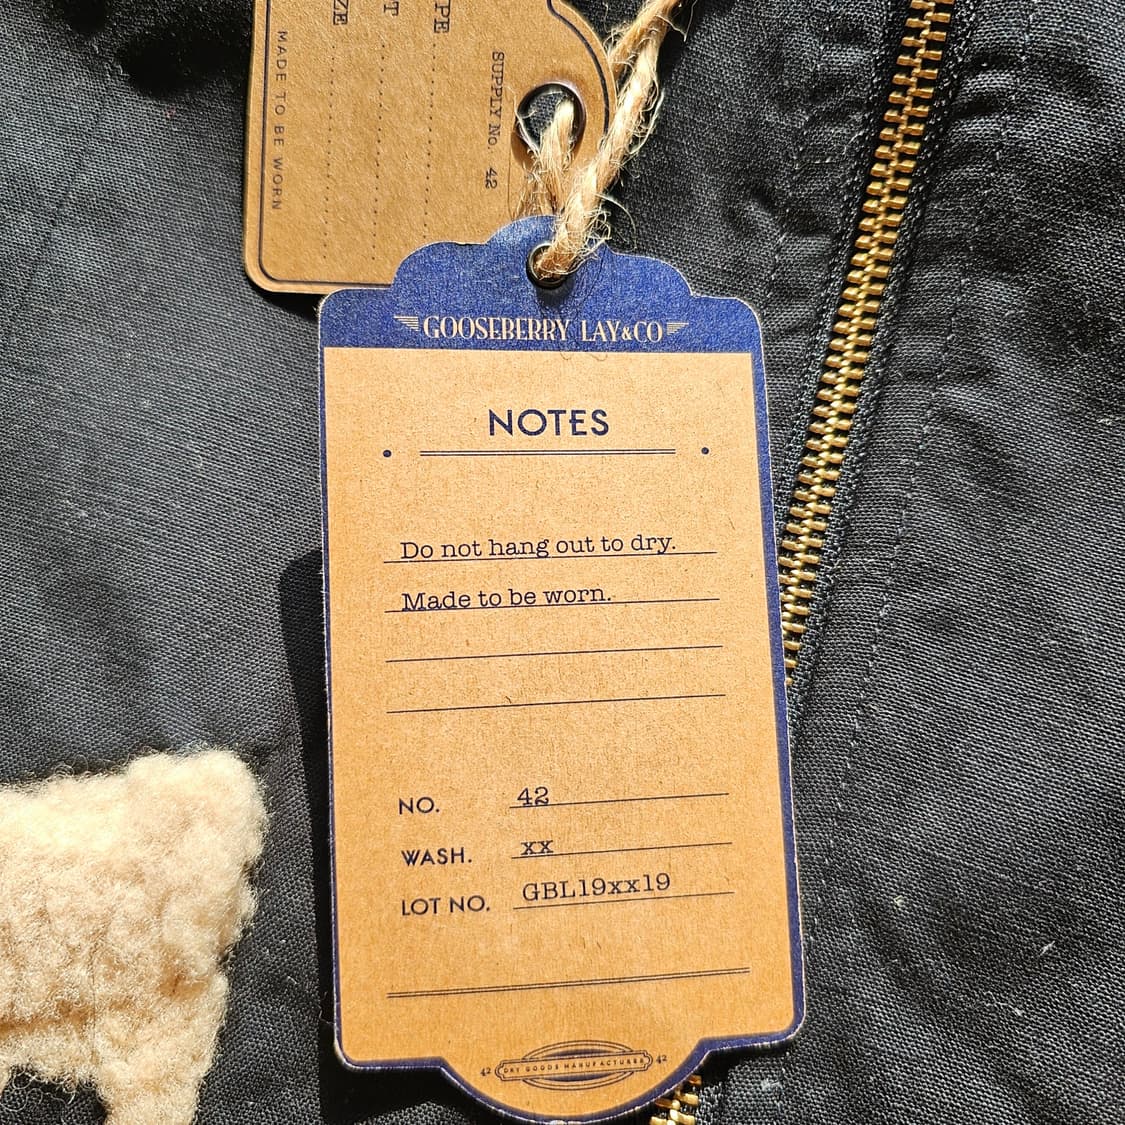 MADE TO BE WORN
SUPPLY No. 42
GOOSEBERRY LAY&CO
NOTES
Do not hang out to dry.
Made to be worn.
NO. 42
WASH. xx
LOT NO. GBL19xx19
42 DRY GOODS MANUFACTURER 42